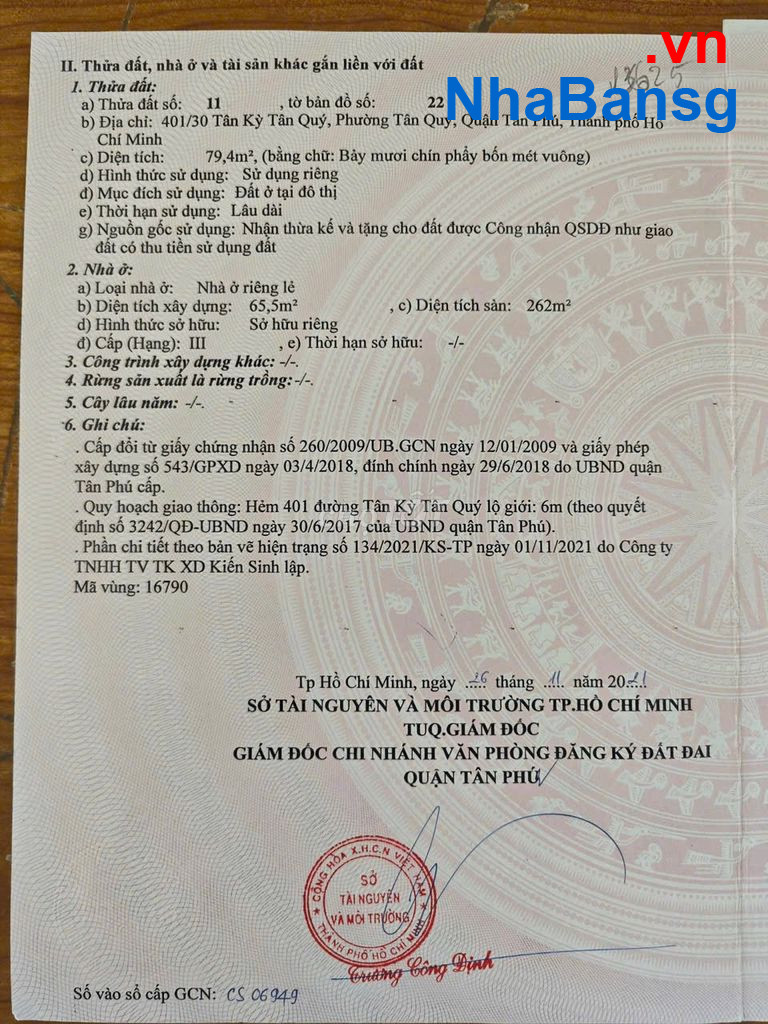 .vn
13625
NhaBansg
II. Thửa đất, nhà ở và tài sản khác gắn liền với đất
1. Thửa đất:
a) Thửa đất số: 11 , tờ bản đồ số: 22
b) Địa chỉ: 401/30 Tân Kỳ Tân Quý, Phường Tân Quý, Quận Tân Phú, Thành phố Hồ
Chí Minh
c) Diện tích: 79,4m², (bằng chữ: Bảy mươi chín phẩy bốn mét vuông)
d) Hình thức sử dụng: Sử dụng riêng
đ) Mục đích sử dụng: Đất ở tại đô thị
e) Thời hạn sử dụng: Lâu dài
g) Nguồn gốc sử dụng: Nhận thừa kế và tặng cho đất được Công nhận QSDĐ như giao
đất có thu tiền sử dụng đất
2. Nhà ở:
a) Loại nhà ở: Nhà ở riêng lẻ
b) Diện tích xây dựng: 65,5m² , c) Diện tích sàn: 262m²
d) Hình thức sở hữu: Sở hữu riêng
đ) Cấp (Hạng): III , e) Thời hạn sở hữu: -/-
3. Công trình xây dựng khác: -/-.
4. Rừng sản xuất là rừng trồng: -/-.
5. Cây lâu năm: -/-.
6. Ghi chú:
. Cấp đổi từ giấy chứng nhận số 260/2009/UB.GCN ngày 12/01/2009 và giấy phép
xây dựng số 543/GPXD ngày 03/4/2018, đính chính ngày 29/6/2018 do UBND quận
Tân Phú cấp.
. Quy hoạch giao thông: Hẻm 401 đường Tân Kỳ Tân Quý lộ giới: 6m (theo quyết
định số 3242/QĐ-UBND ngày 30/6/2017 của UBND quận Tân Phú).
. Phần chi tiết theo bản vẽ hiện trạng số 134/2021/KS-TP ngày 01/11/2021 do Công ty
TNHH TV TK XD Kiến Sinh lập.
Mã vùng: 16790
Tp Hồ Chí Minh, ngày 26 tháng 11 năm 2021
SỞ TÀI NGUYÊN VÀ MÔI TRƯỜNG TP.HỒ CHÍ MINH
TUQ.GIÁM ĐỐC
GIÁM ĐỐC CHI NHÁNH VĂN PHÒNG ĐĂNG KÝ ĐẤT ĐAI
QUẬN TÂN PHÚ
CỘNG HÒA X.H.C.N VIỆT NAM
SỞ
TÀI NGUYÊN
VÀ MÔI TRƯỜNG
THÀNH PHỐ HỒ CHÍ MINH
Trương Công Định
Số vào sổ cấp GCN: CS 06949